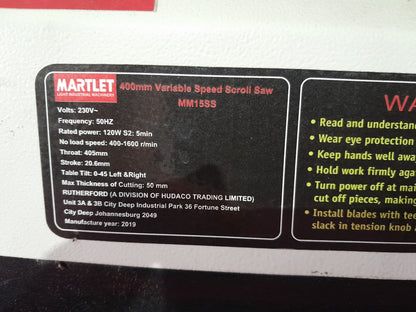 MARTLET
LIGHT INDUSTRIAL MACHINERY
400mm Variable Speed Scroll Saw
MM15SS
Volts: 230V~
Frequency: 50HZ
Rated power: 120W S2: 5min
No load speed: 400-1600 r/min
Throat: 405mm
Stroke: 20.6mm
Table Tilt: 0-45 Left &Right
Max Thickness of Cutting: 50 mm
RUTHERFORD (A DIVISION OF HUDACO TRADING LIMITED)
Unit 3A & 3B City Deep Industrial Park 36 Fortune Street
City Deep Johannesburg 2049
Manufacture year: 2019
WA
• Read and understand
• Wear eye protection
• Keep hands well awa
• Hold work firmly aga
• Turn power off at ma
cut off pieces, making
• Install blades with tee
slack in tension knob a